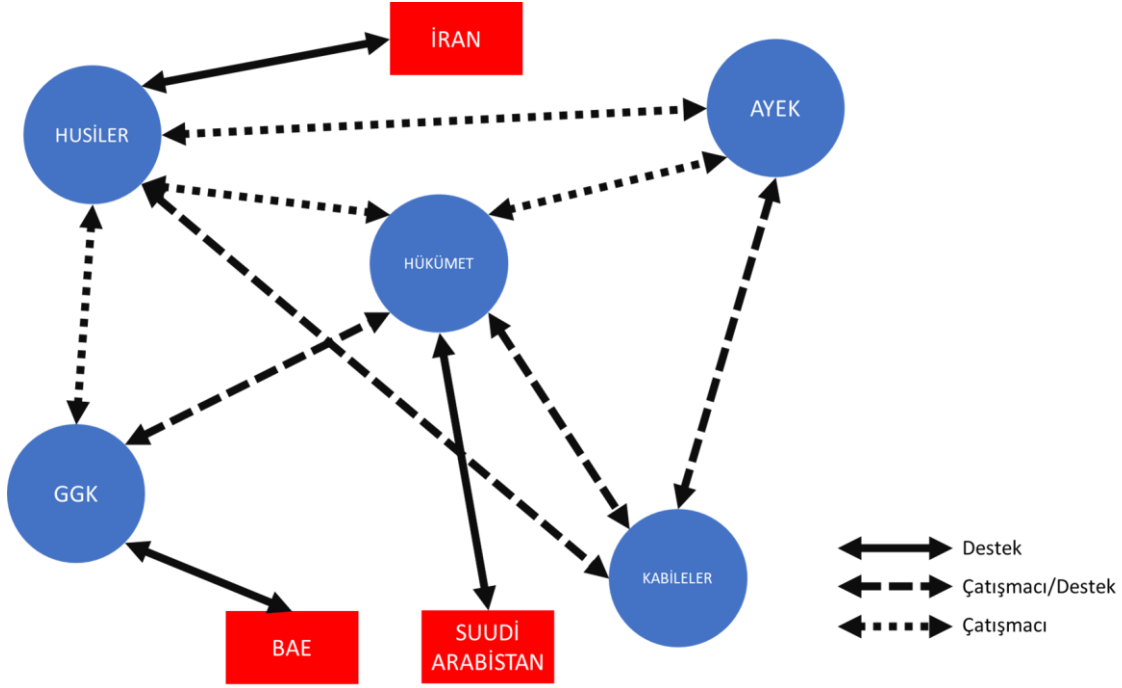 İRAN
HUSİLER
AYEK
HÜKÜMET
GGK
KABİLELER
BAE
SUUDİ
ARABİSTAN
Destek
Çatışmacı/Destek
Çatışmacı